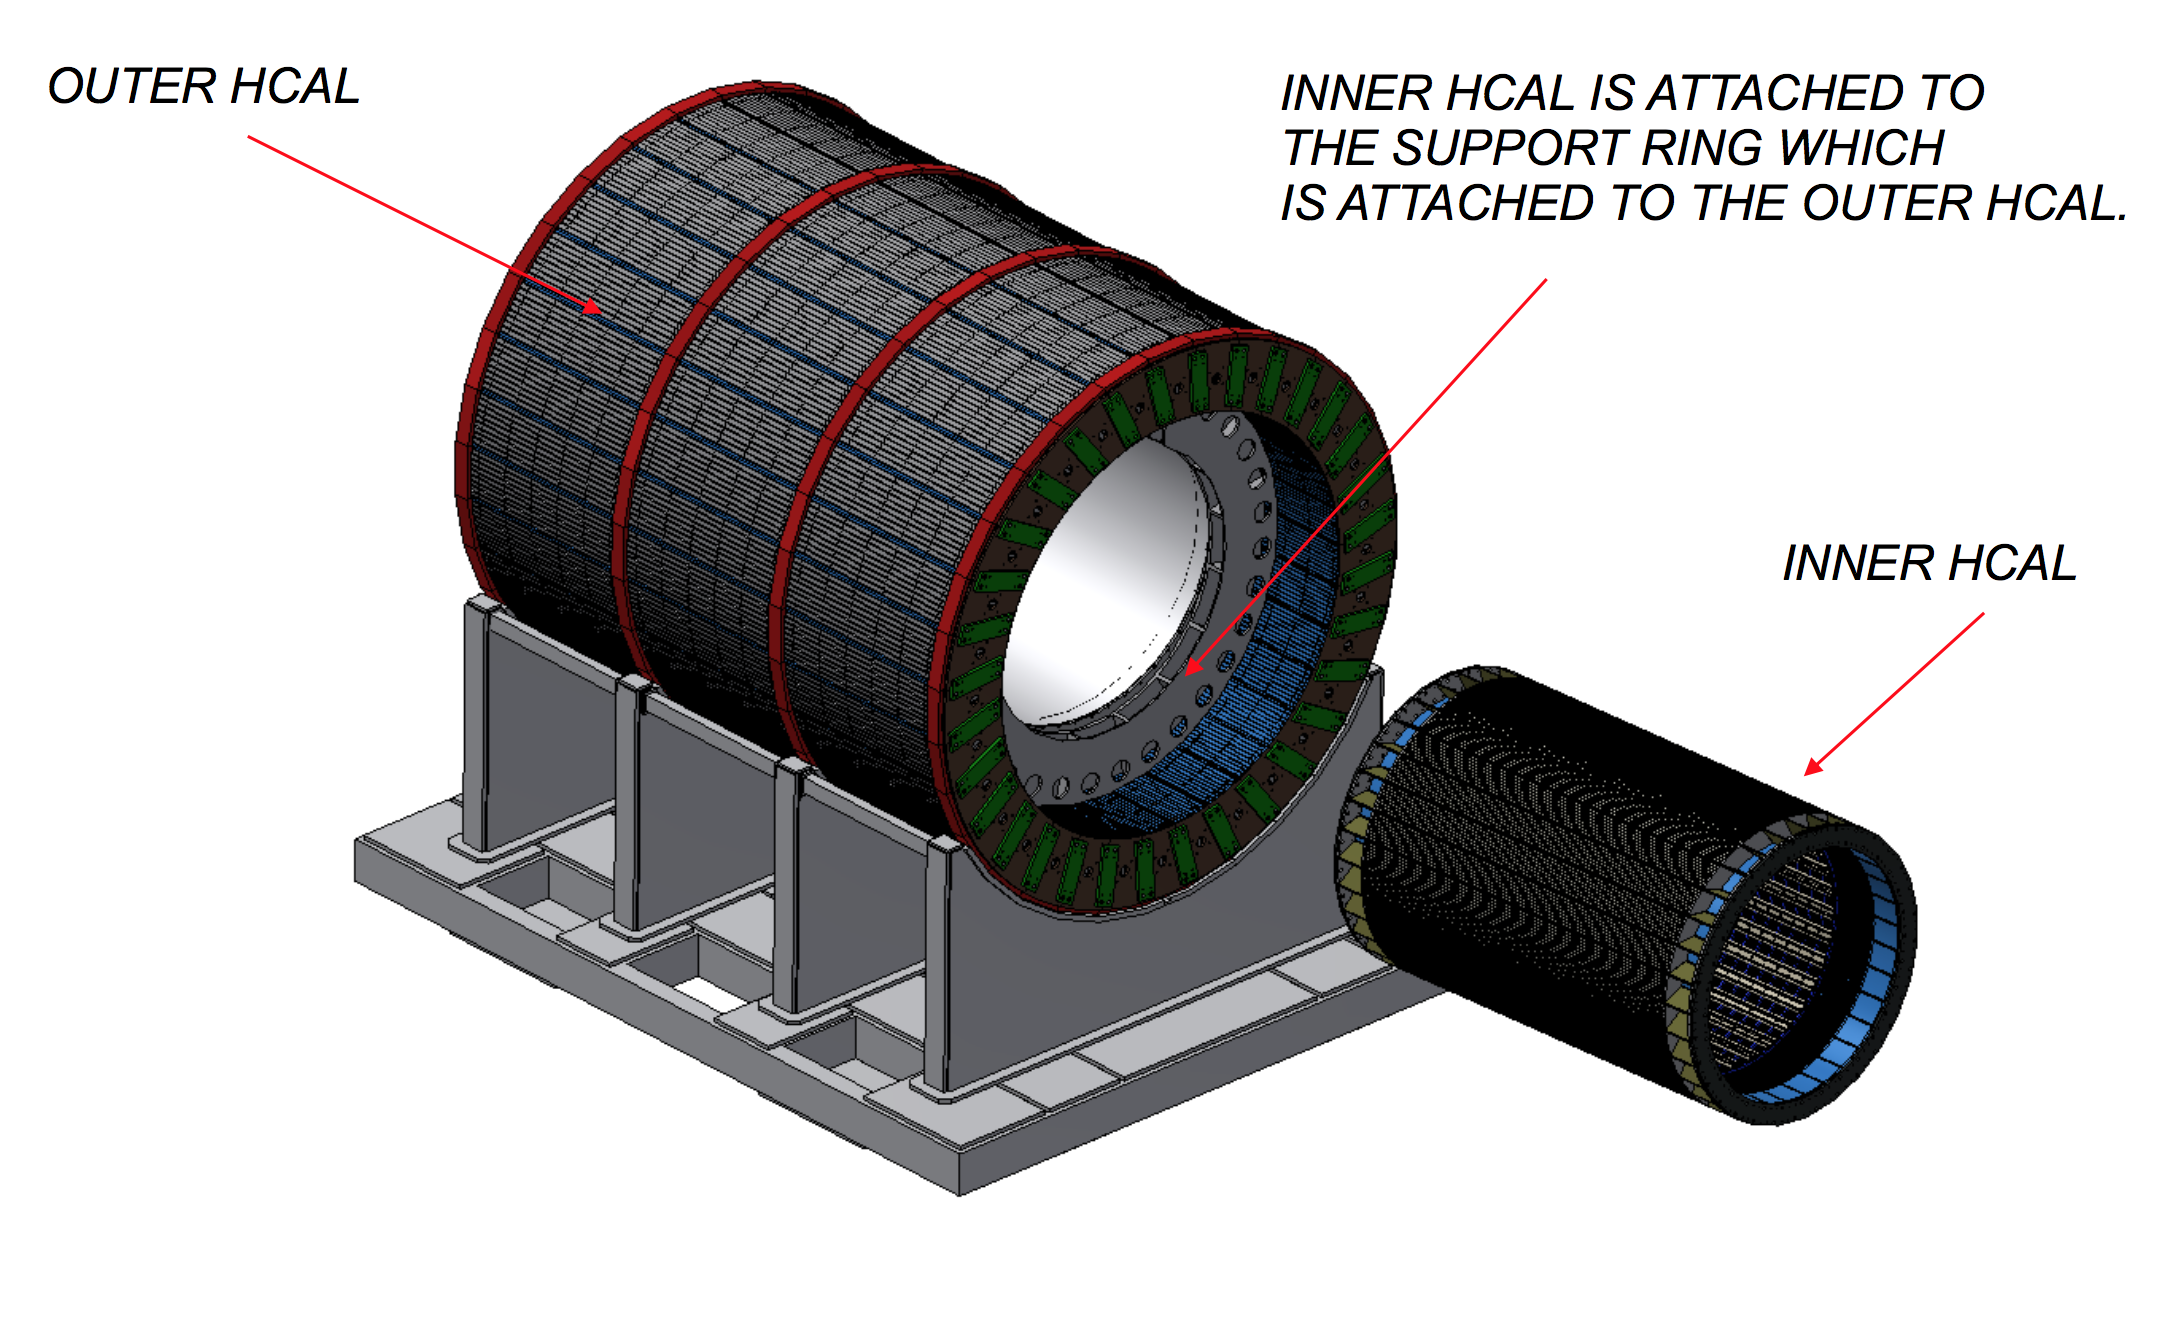 OUTER HCAL
INNER HCAL IS ATTACHED TO
THE SUPPORT RING WHICH
IS ATTACHED TO THE OUTER HCAL.
INNER HCAL